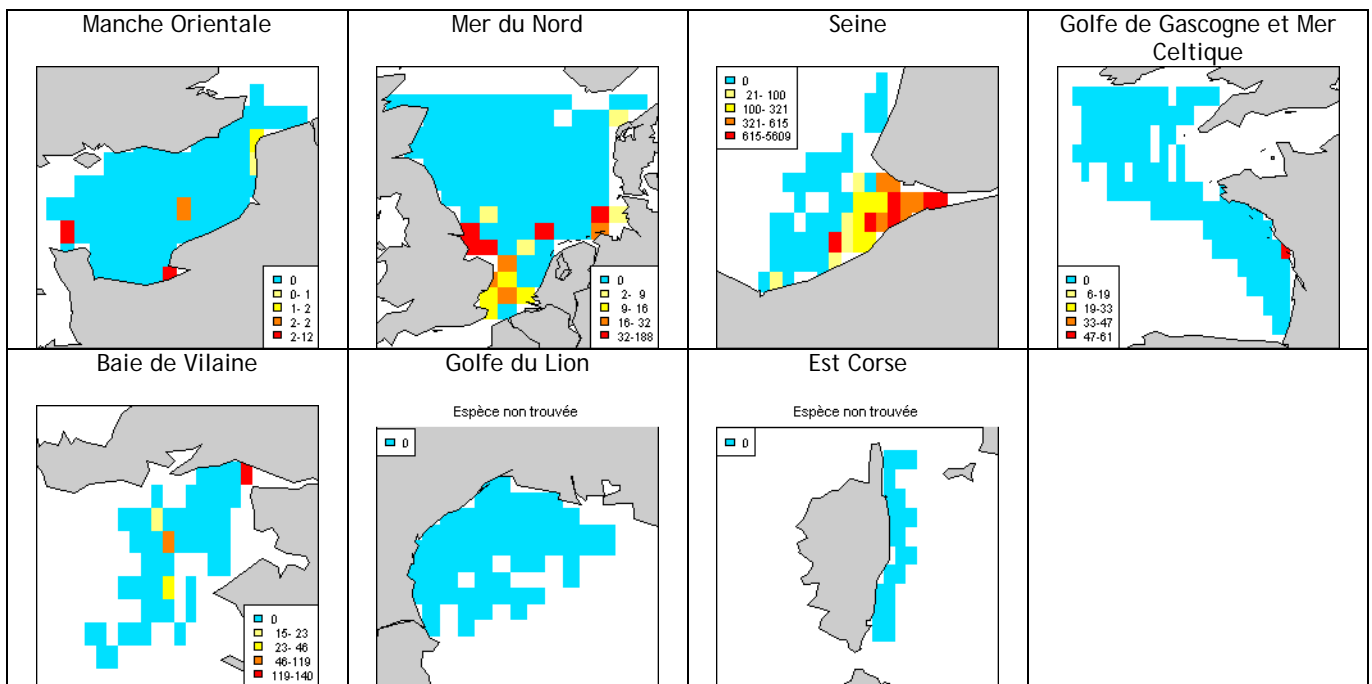 Manche Orientale
0
0- 1
1- 2
2- 2
2-12
Mer du Nord
0
2- 9
9- 16
16- 32
32-188
Seine
0
21- 100
100- 321
321- 615
615-5609
Golfe de Gascogne et Mer
Celtique
0
6-19
19-33
33-47
47-61
Baie de Vilaine
0
15- 23
23- 46
46-119
119-140
Golfe du Lion
Espèce non trouvée
0
Est Corse
Espèce non trouvée
0